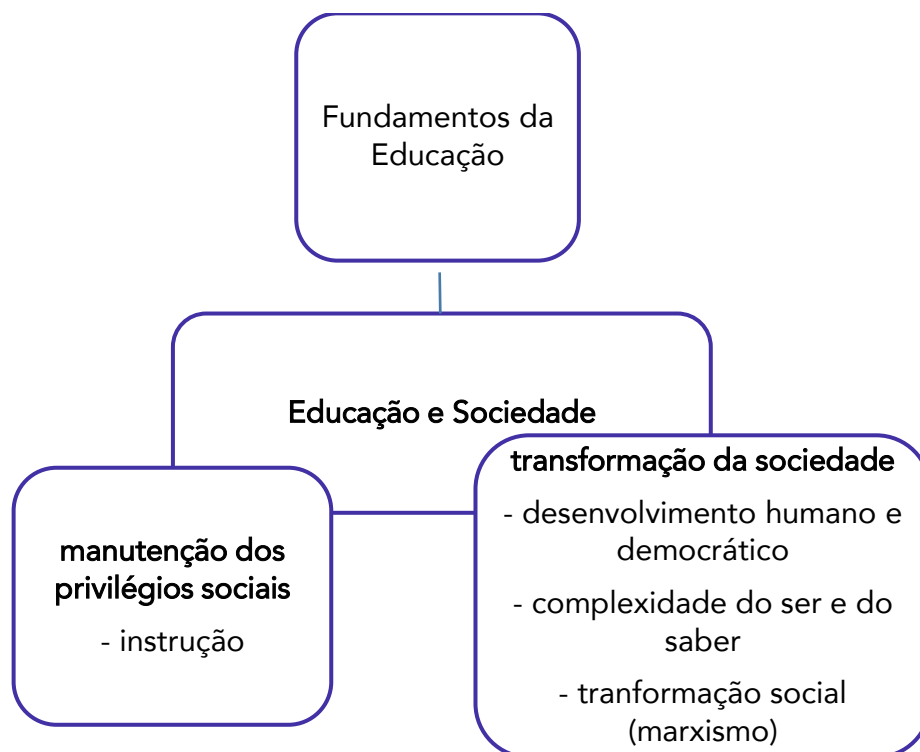 Fundamentos da
Educação
Educação e Sociedade
manutenção dos
privilégios sociais
- instrução
transformação da sociedade
- desenvolvimento humano e
democrático
- complexidade do ser e do
saber
- tranformação social
(marxismo)